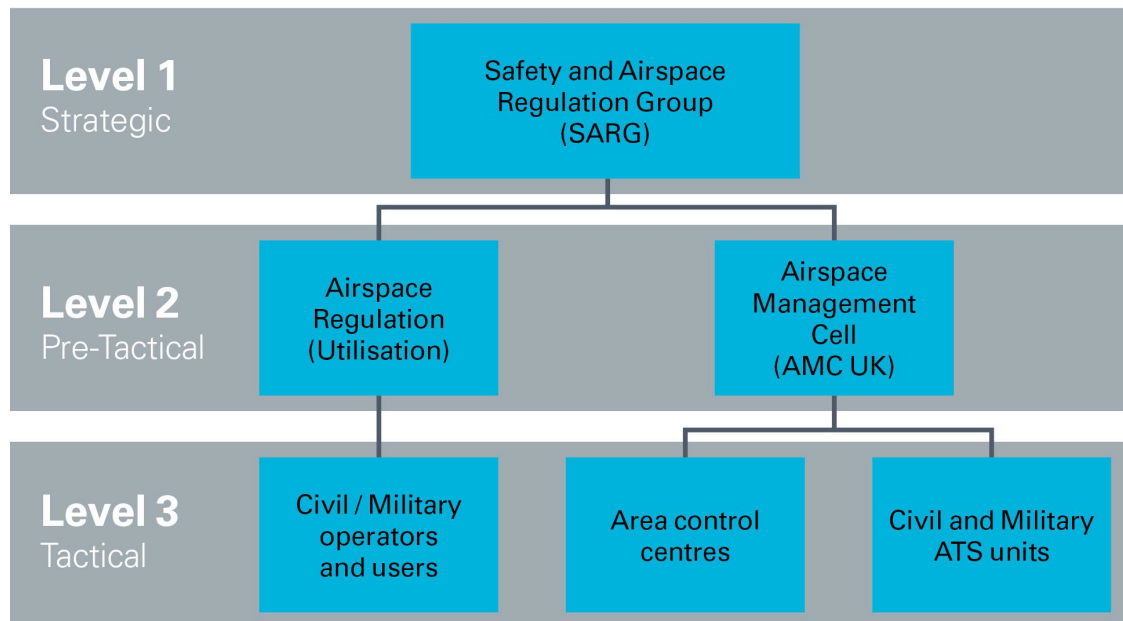 Level 1
Strategic
Safety and Airspace
Regulation Group
(SARG)
Level 2
Pre-Tactical
Airspace
Regulation
(Utilisation)
Airspace
Management
Cell
(AMC UK)
Level 3
Tactical
Civil / Military
operators
and users
Area control
centres
Civil and Military
ATS units